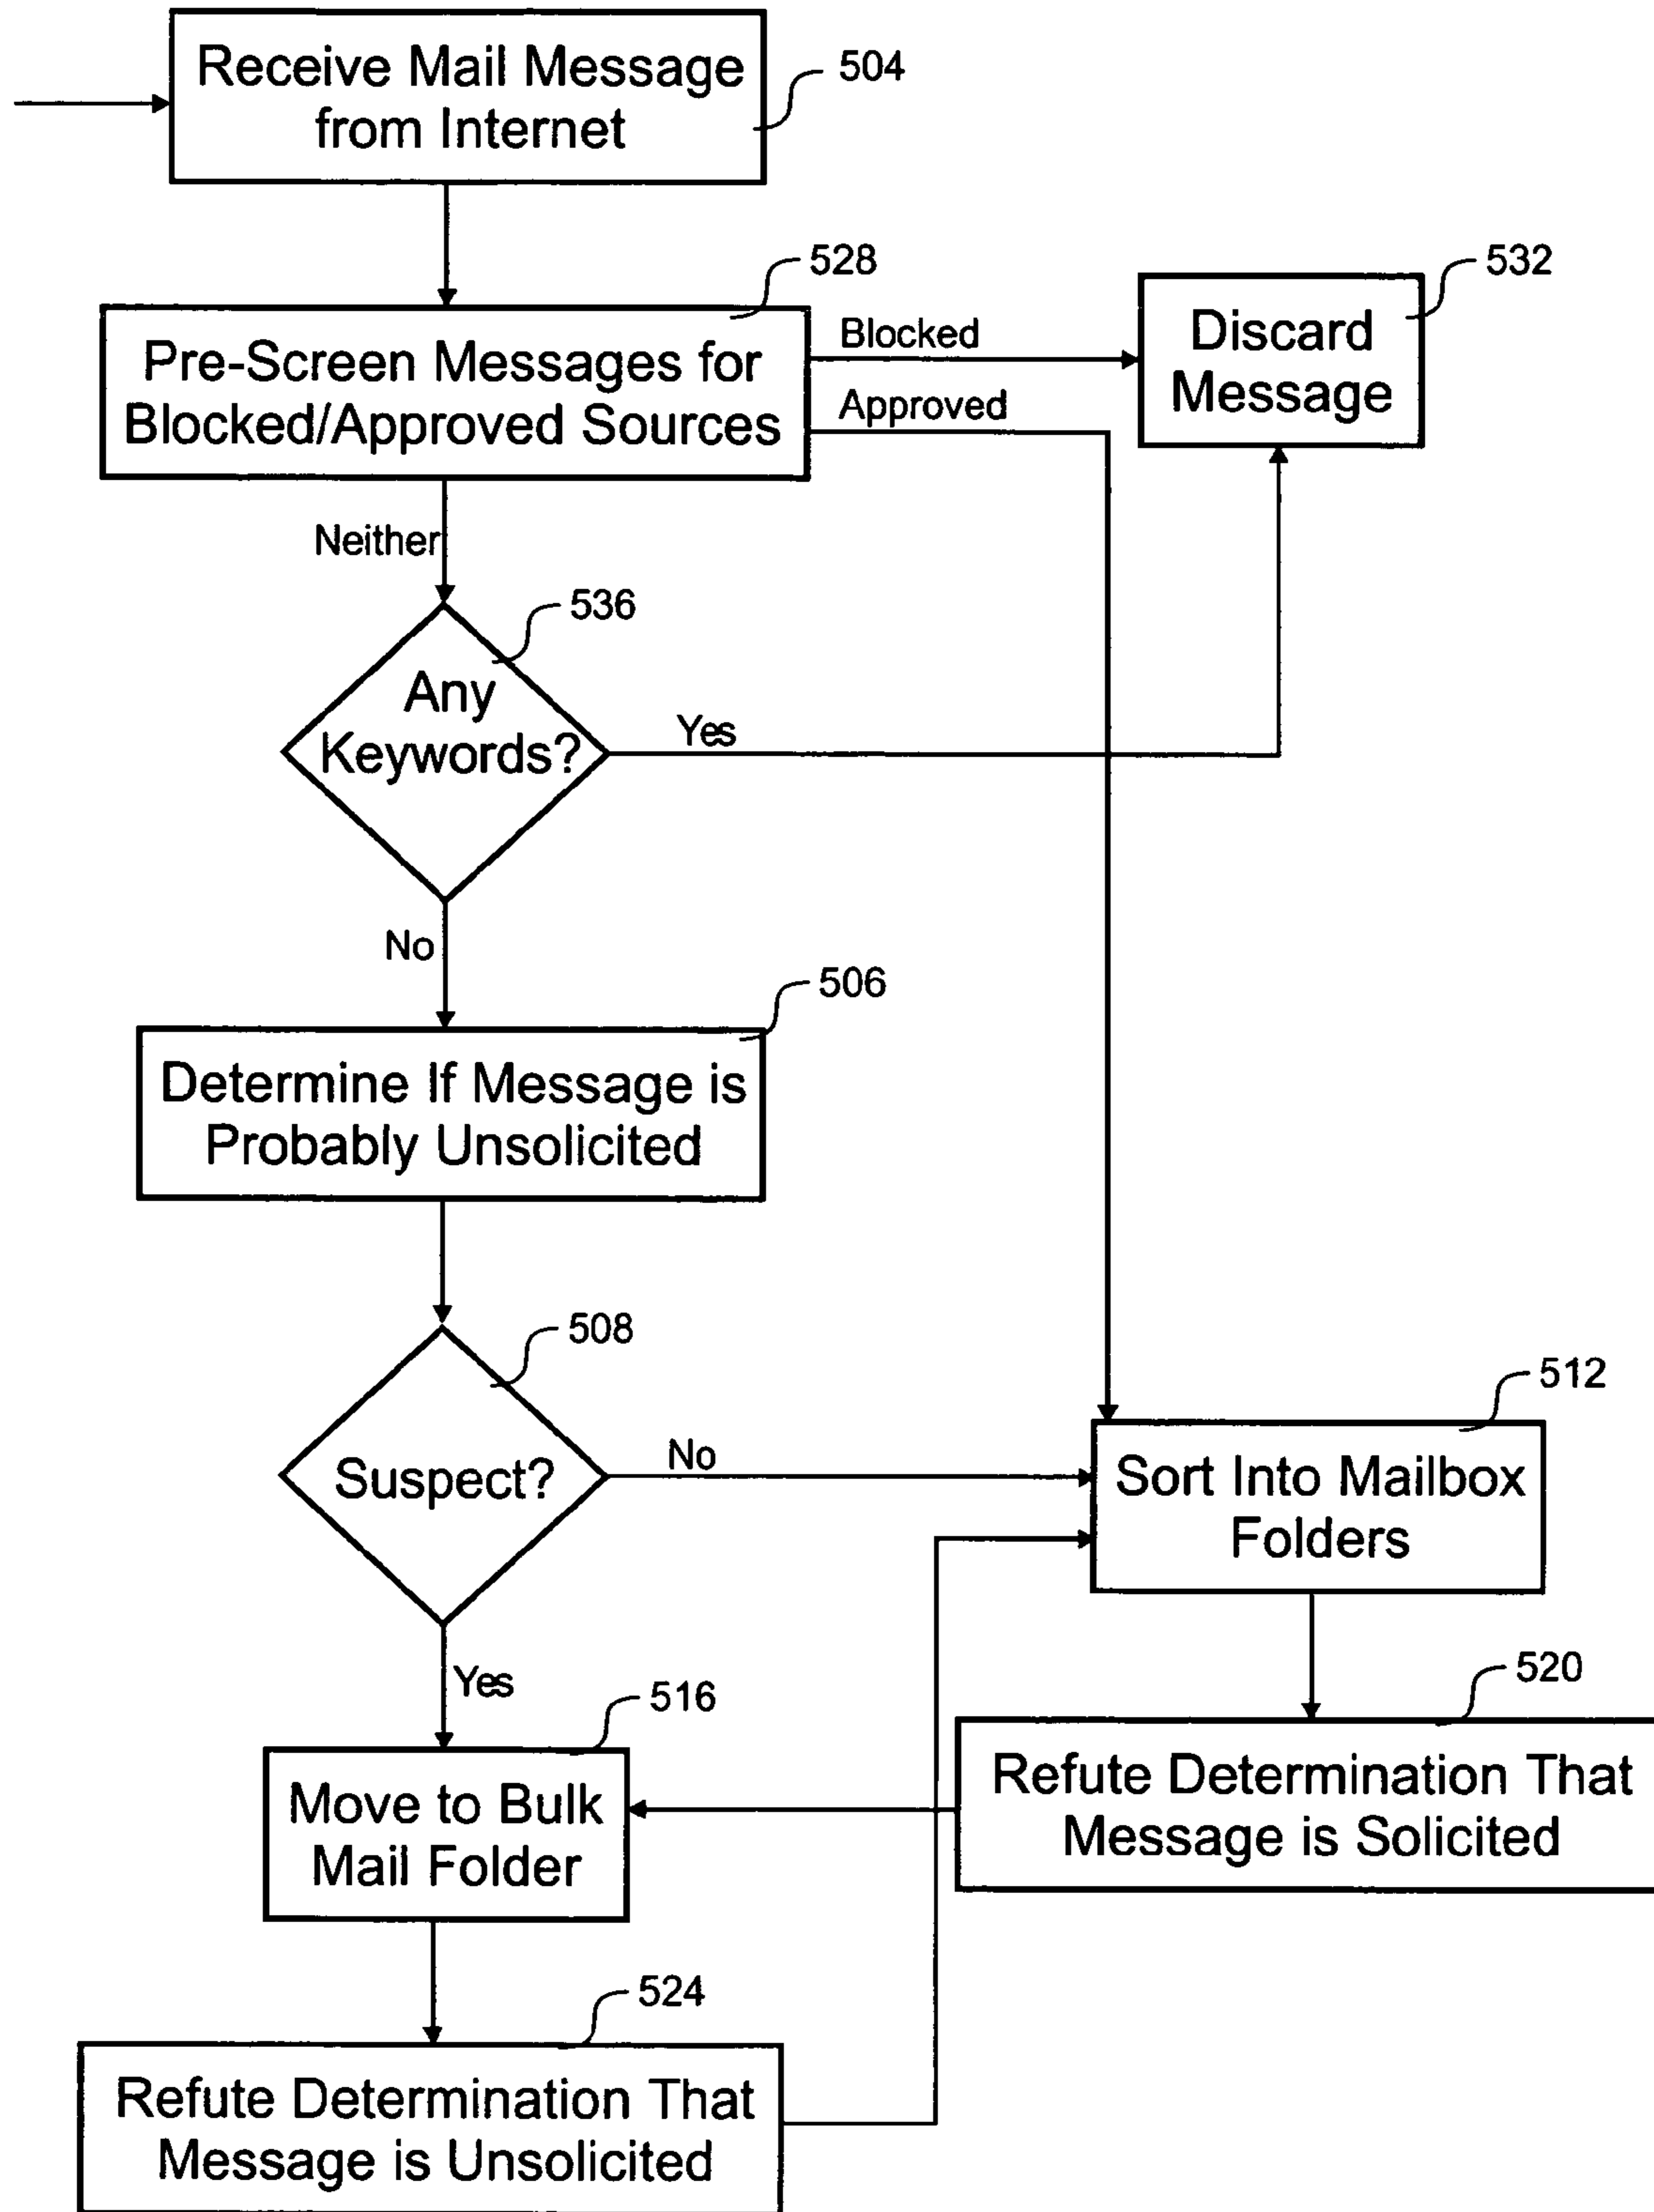 Receive Mail Message
from Internet
504
528
532
Pre-Screen Messages for
Blocked/Approved Sources
Blocked
Approved
Discard
Message
Neither
536
Any
Keywords?
Yes
No
506
Determine If Message is
Probably Unsolicited
508
512
Suspect?
No
Sort Into Mailbox
Folders
Yes
516
520
Move to Bulk
Mail Folder
Refute Determination That
Message is Solicited
524
Refute Determination That
Message is Unsolicited